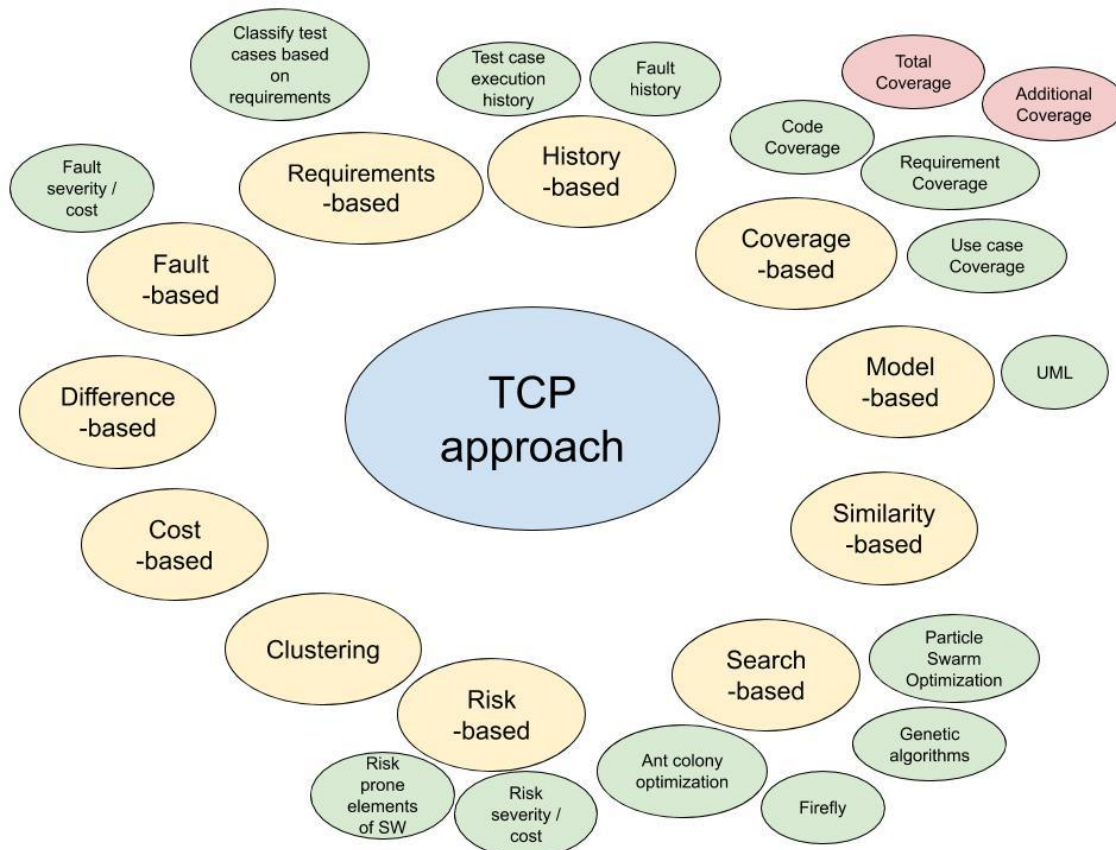 Classify test
cases based
on
requirements
Test case
execution
history
Fault
history
Total
Coverage
Additional
Coverage
Code
Coverage
Requirement
Coverage
Use case
Coverage
Fault
severity /
cost
Requirements
-based
History
-based
Coverage
-based
Fault
-based
TCP
approach
Model
-based
UML
Difference
-based
Similarity
-based
Cost
-based
Clustering
Risk
-based
Search
-based
Particle
Swarm
Optimization
Genetic
algorithms
Ant colony
optimization
Firefly
Risk
prone
elements
of SW
Risk
severity /
cost